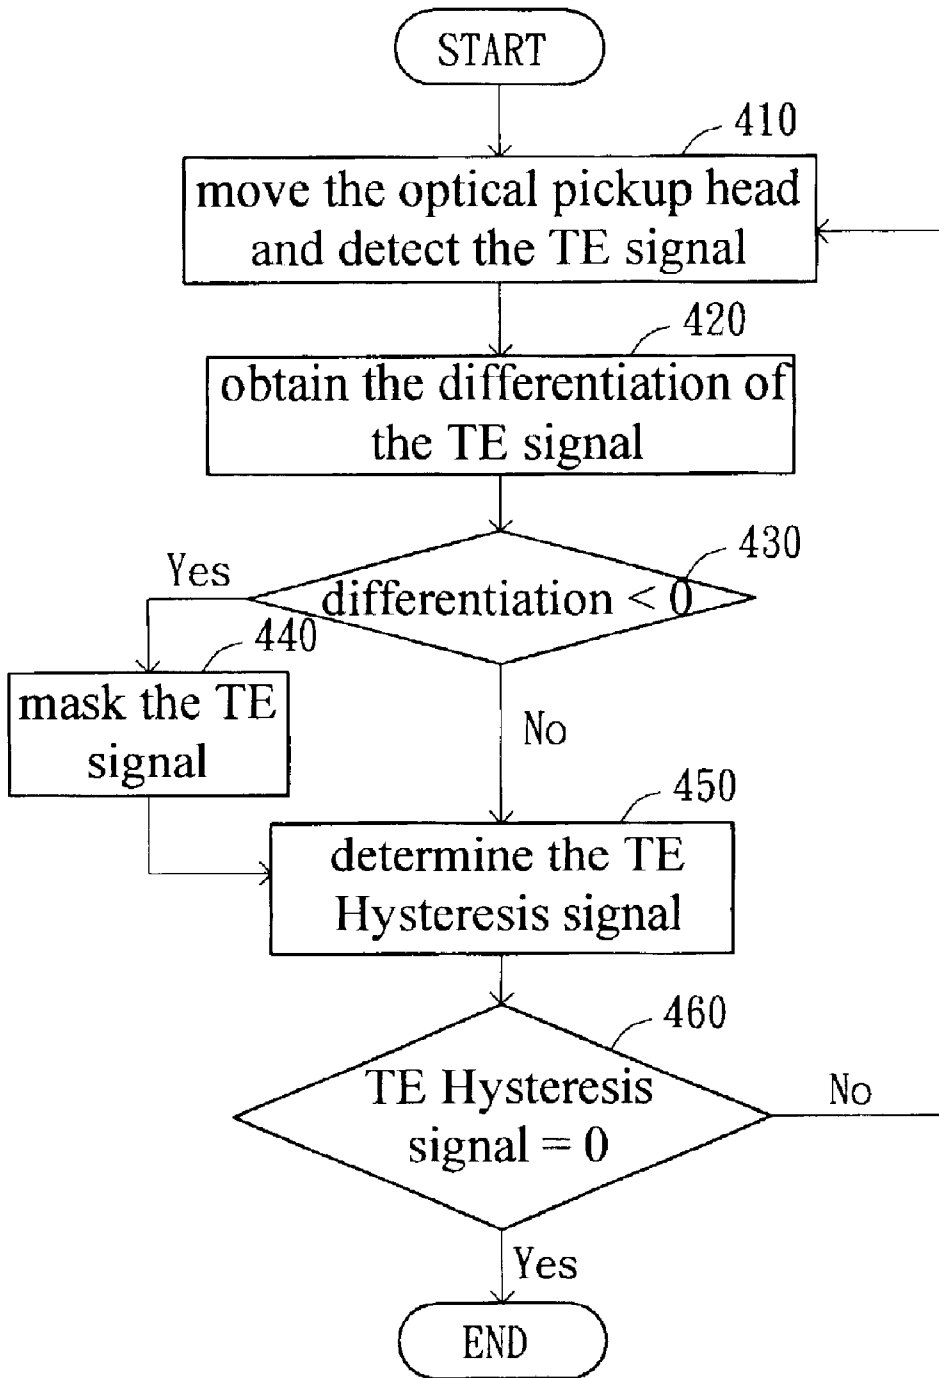 START
410
move the optical pickup head
and detect the TE signal
420
obtain the differentiation of
the TE signal
430
differentiation < 0
Yes
440
mask the TE
signal
No
450
determine the TE
Hysteresis signal
460
TE Hysteresis
signal = 0
No
Yes
END